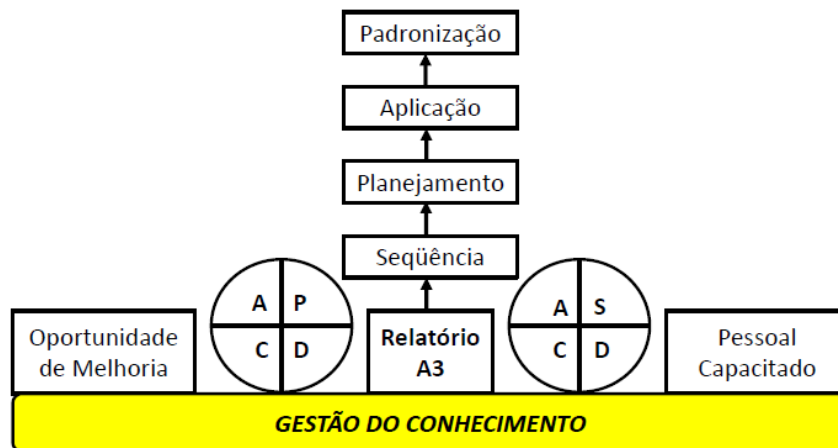 Padronização
Aplicação
Planejamento
Seqüência
A P
C D
A S
C D
Oportunidade
de Melhoria
Relatório
A3
Pessoal
Capacitado
GESTÃO DO CONHECIMENTO